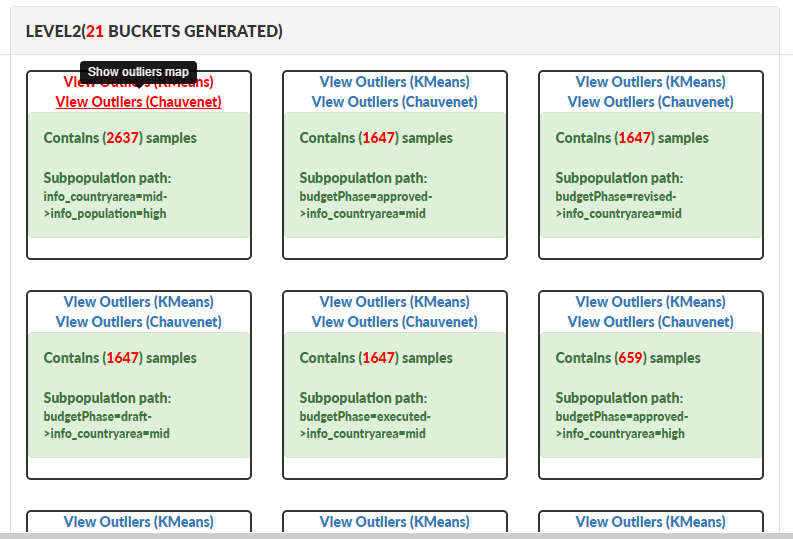 LEVEL2(21 BUCKETS GENERATED)
Show outliers map
View Outliers (KMeans)
View Outliers (Chauvenet)
Contains (2637) samples
Subpopulation path:
info_countryarea=mid-
>info_population=high
View Outliers (KMeans)
View Outliers (Chauvenet)
Contains (1647) samples
Subpopulation path:
budgetPhase=approved-
>info_countryarea=mid
View Outliers (KMeans)
View Outliers (Chauvenet)
Contains (1647) samples
Subpopulation path:
budgetPhase=revised-
>info_countryarea=mid
View Outliers (KMeans)
View Outliers (Chauvenet)
Contains (1647) samples
Subpopulation path:
budgetPhase=draft-
>info_countryarea=mid
View Outliers (KMeans)
View Outliers (Chauvenet)
Contains (1647) samples
Subpopulation path:
budgetPhase=executed-
>info_countryarea=mid
View Outliers (KMeans)
View Outliers (Chauvenet)
Contains (659) samples
Subpopulation path:
budgetPhase=approved-
>info_countryarea=high
View Outliers (KMeans)
View Outliers (KMeans)
View Outliers (KMeans)